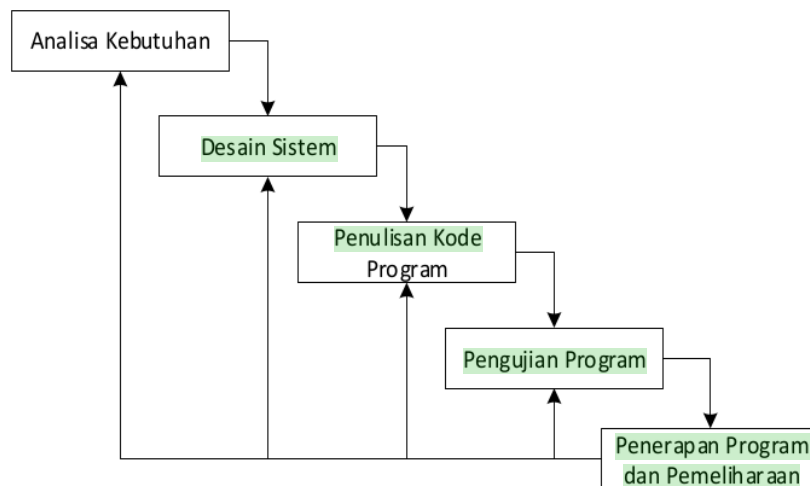 Analisa Kebutuhan
Desain Sistem
Penulisan Kode
Program
Pengujian Program
Penerapan Program
dan Pemeliharaan